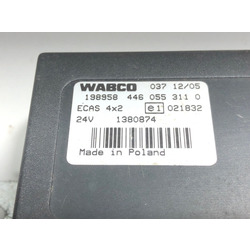 WABCO 037 12/05
198958 446 055 311 0
ECAS 4x2 e1 021832
24V 1380874
Made in Poland